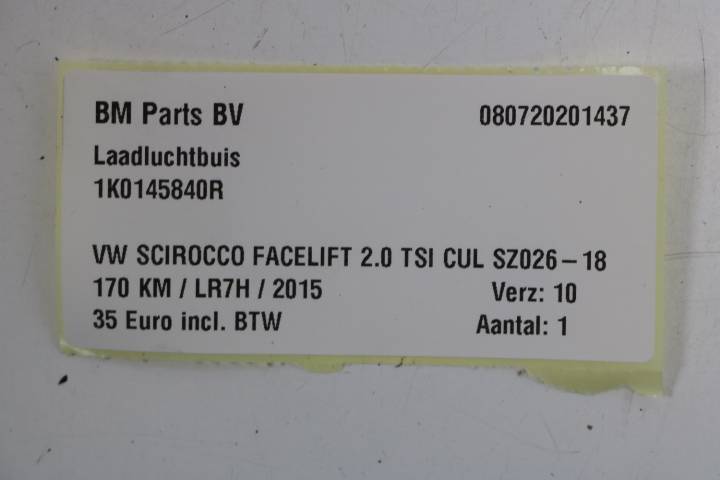 BM Parts BV 080720201437
Laadluchtbuis
1K0145840R
VW SCIROCCO FACELIFT 2.0 TSI CUL SZ026-18
170 KM / LR7H / 2015 Verz: 10
35 Euro incl. BTW Aantal: 1